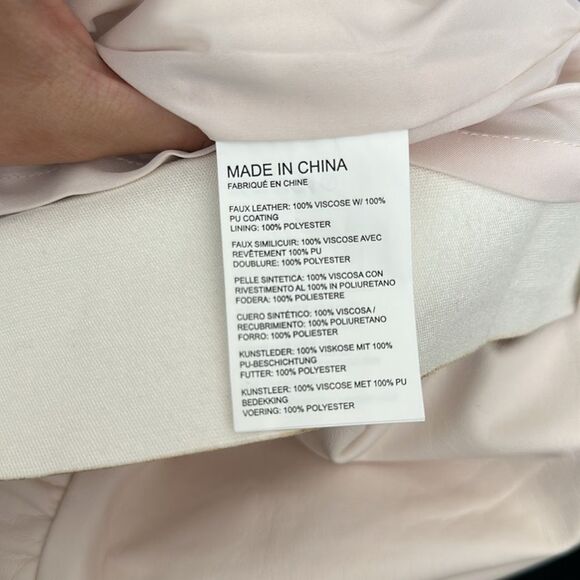 MADE IN CHINA
FABRIQUÉ EN CHINE
FAUX LEATHER: 100% VISCOSE W/ 100%
PU COATING
LINING: 100% POLYESTER
FAUX SIMILICUIR: 100% VISCOSE AVEC
REVÊTEMENT 100% PU
DOUBLURE: 100% POLYESTER
PELLE SINTETICA: 100% VISCOSA CON
RIVESTIMENTO AL 100% IN POLIURETANO
FODERA: 100% POLIESTERE
CUERO SINTÉTICO: 100% VISCOSA /
RECUBRIMIENTO: 100% POLIURETANO
FORRO: 100% POLIESTER
KUNSTLEDER: 100% VISKOSE MIT 100%
PU-BESCHICHTUNG
FUTTER: 100% POLYESTER
KUNSTLEER: 100% VISCOSE MET 100% PU
BEDEKKING
VOERING: 100% POLYESTER